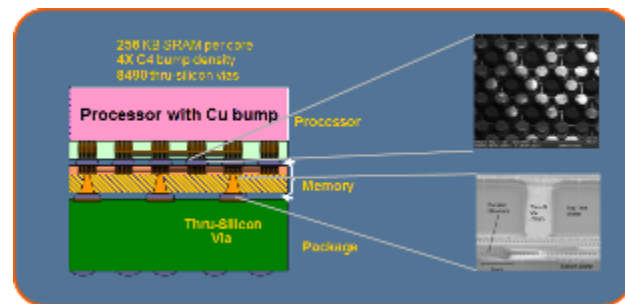 256 KB SRAM per core
4X C4 bump density
8490 thru-silicon vias
Processor with Cu bump
Processor
Memory
Thru-Silicon
Via
Package